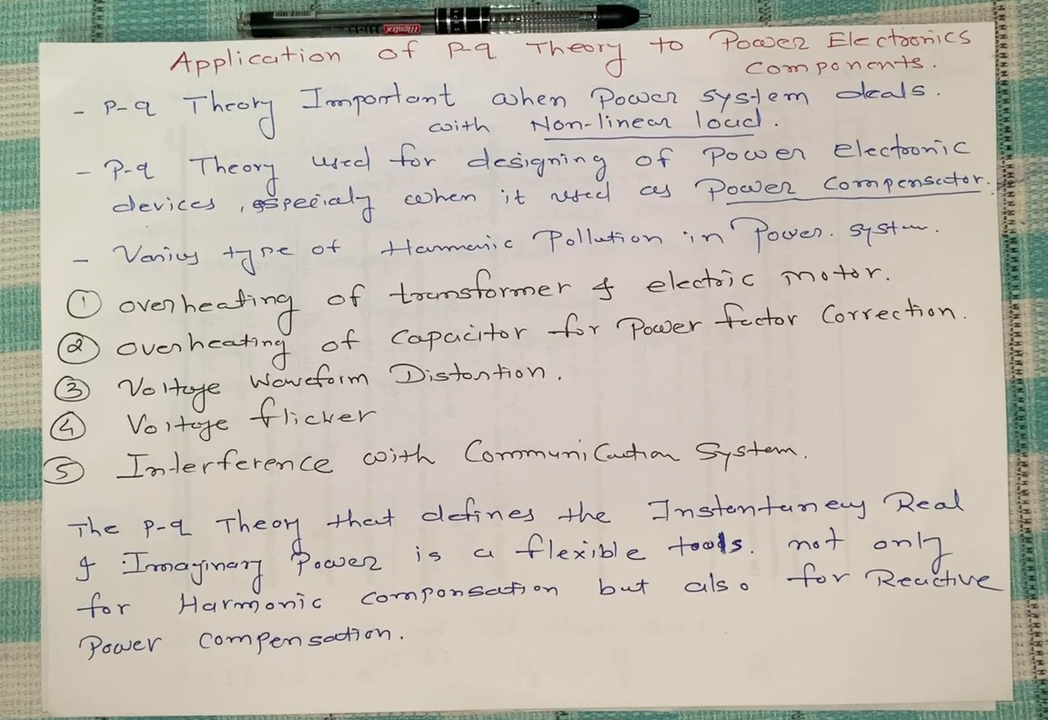 Application of P-q Theory to Power Electronics
Components.
- P-q Theory Important when Power system deals.
with Non-linear load.
- P-q Theory used for designing of Power electronic
devices, especialy when it used as Power Compensator.
- Varius type of Harmonic Pollution in Power. system.
① overheating of transformer & electric motor.
② overheating of capacitor for Power factor Correction.
③ Voltage Waveform Distortion.
④ Voltage flicker
⑤ Interference with Communication System.
The P-q Theory that defines the Instantaneuy Real
& Imaginary Power is a flexible tools. not only
for Harmonic componsation but also for Reactive
Power compensation.